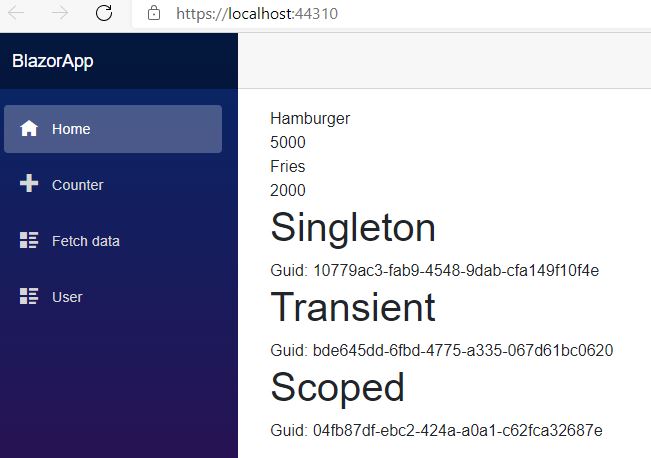 https://localhost:44310
BlazorApp
Home
Counter
Fetch data
User
Hamburger
5000
Fries
2000
Singleton
Guid: 10779ac3-fab9-4548-9dab-cfa149f10f4e
Transient
Guid: bde645dd-6fbd-4775-a335-067d61bc0620
Scoped
Guid: 04fb87df-ebc2-424a-a0a1-c62fca32687e